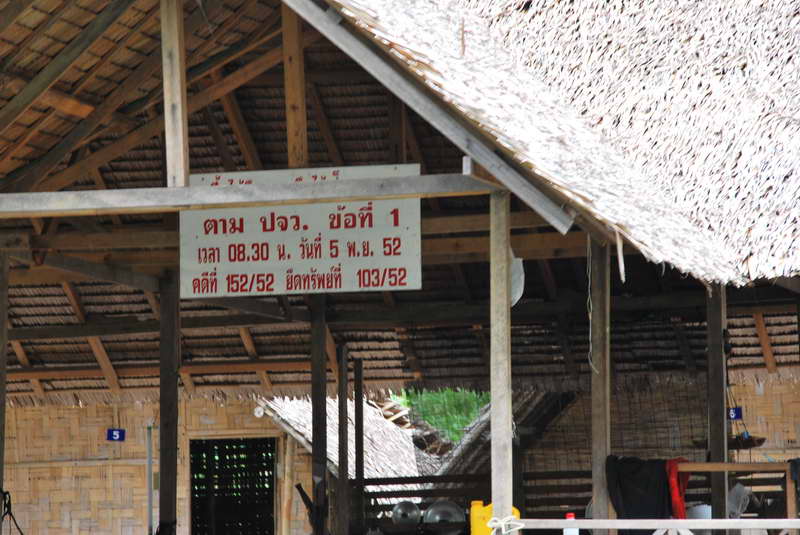 ตาม ปจว. ข้อที่ 1
เวลา 08.30 น. วันที่ 5 พ.ย. 52
คดีที่ 152/52 ยึดทรัพย์ที่ 103/52
5
6